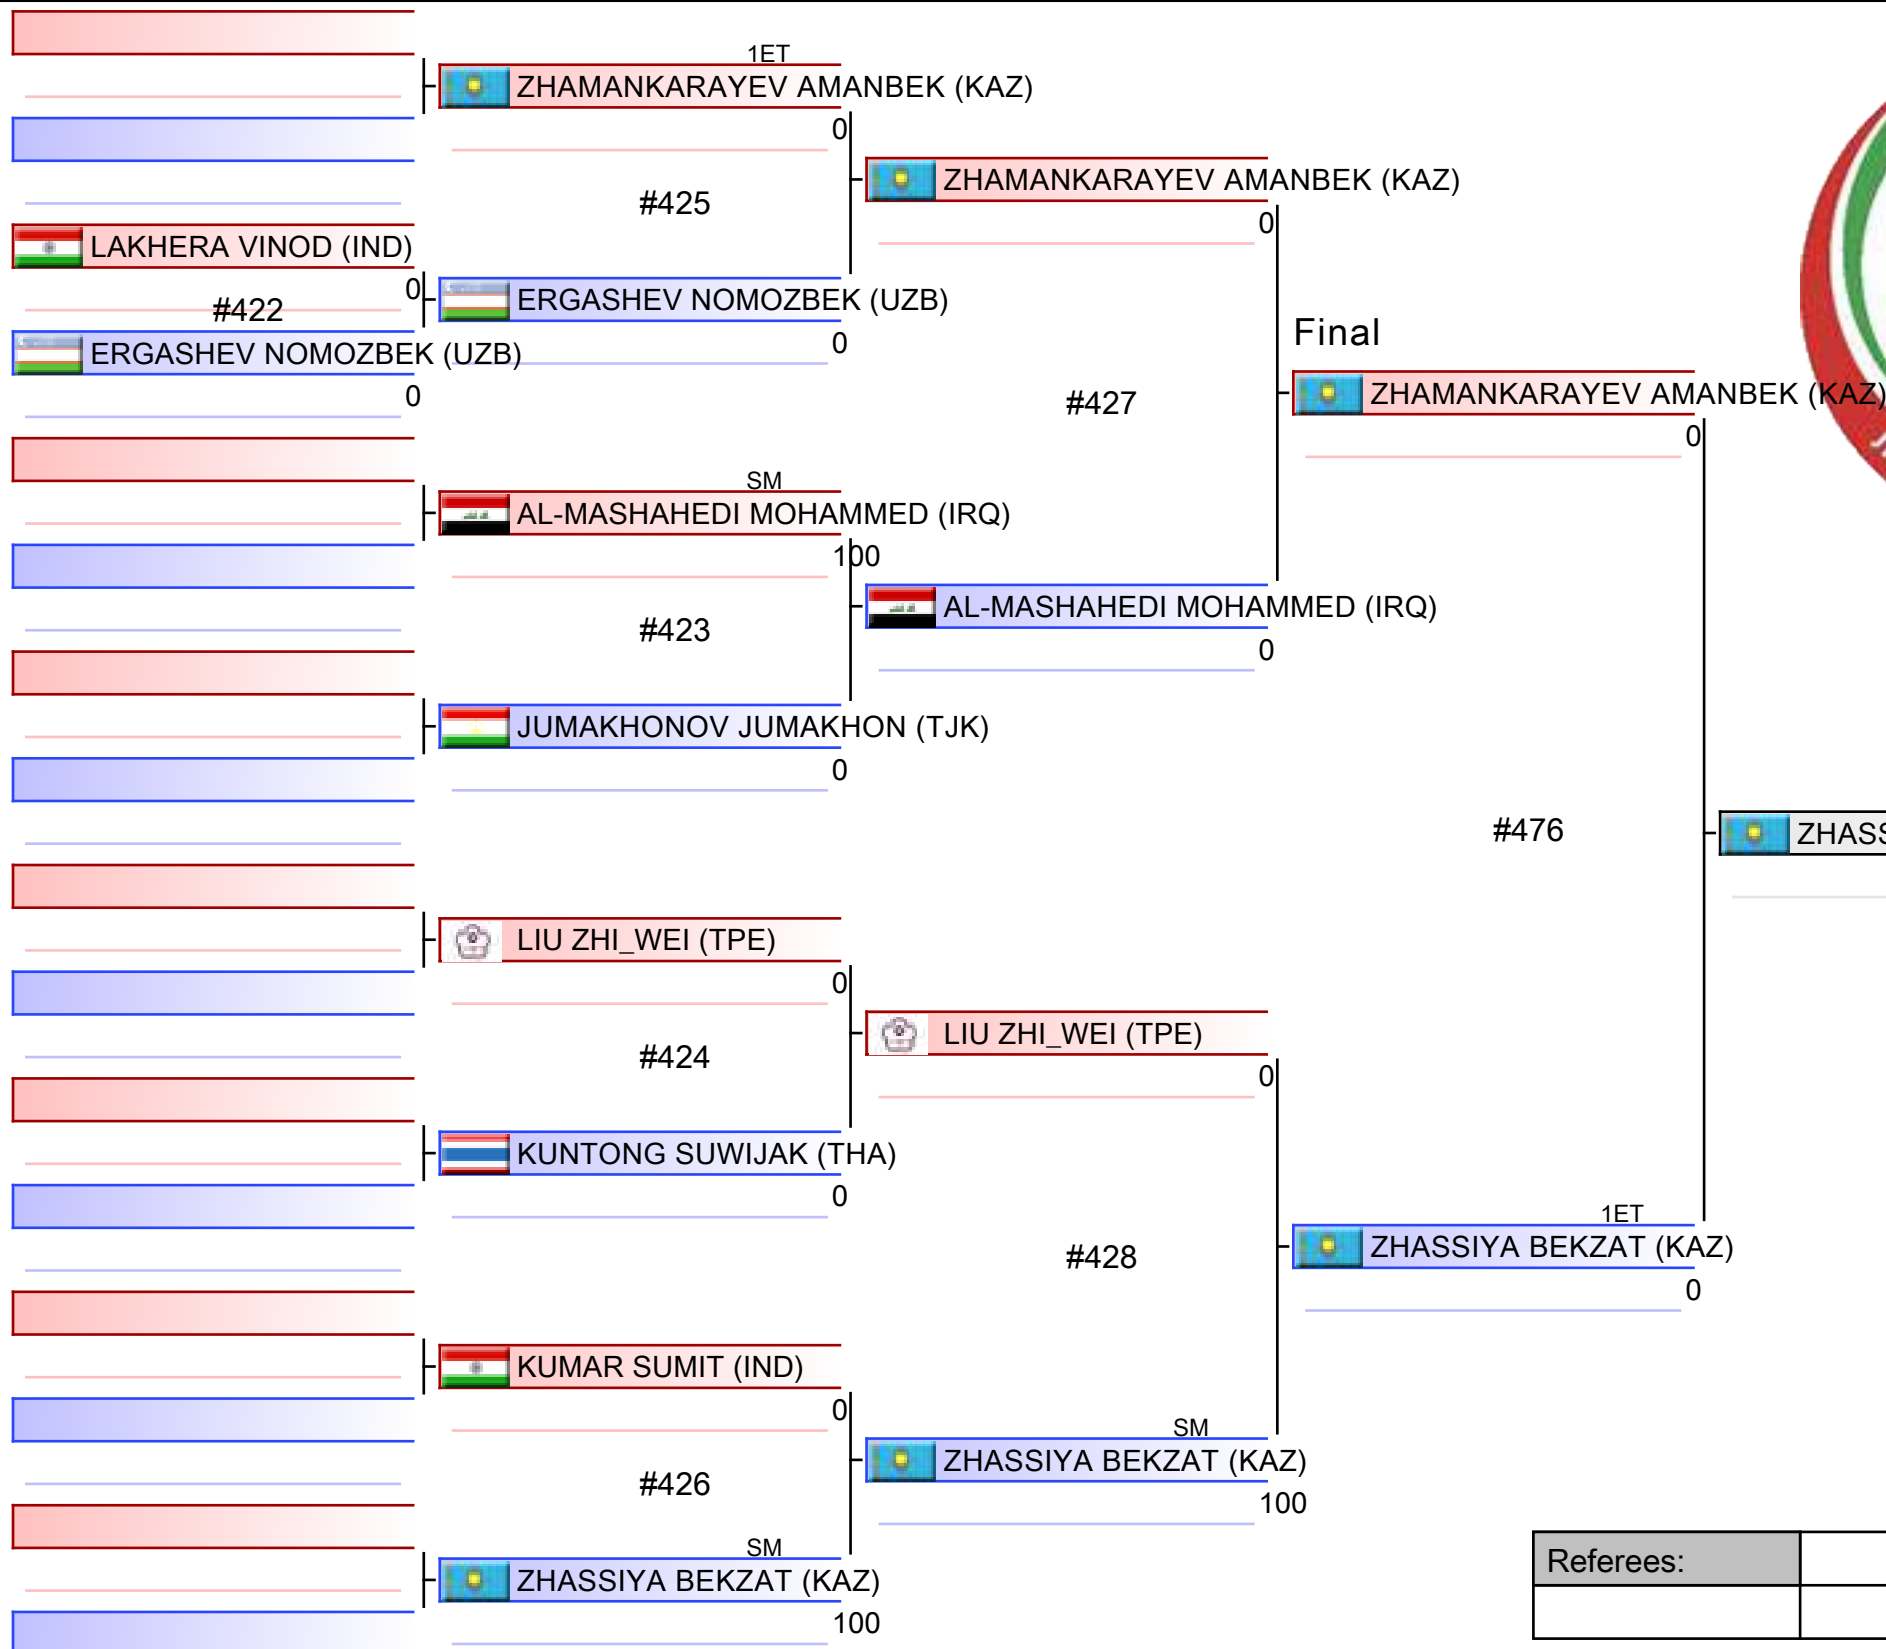 1ET
ZHAMANKARAYEV AMANBEK (KAZ)
0
ZHAMANKARAYEV AMANBEK (KAZ)
#425
0
LAKHERA VINOD (IND)
0
#422
ERGASHEV NOMOZBEK (UZB)
Final
0
ERGASHEV NOMOZBEK (UZB)
0
#427
ZHAMANKARAYEV AMANBEK (KAZ)
0
SM
AL-MASHAHEDI MOHAMMED (IRQ)
100
AL-MASHAHEDI MOHAMMED (IRQ)
#423
0
JUMAKHONOV JUMAKHON (TJK)
0
#476
ZHASS
LIU ZHI_WEI (TPE)
0
LIU ZHI_WEI (TPE)
#424
0
KUNTONG SUWIJAK (THA)
0
1ET
#428
ZHASSIYA BEKZAT (KAZ)
0
KUMAR SUMIT (IND)
0
SM
ZHASSIYA BEKZAT (KAZ)
#426
100
SM
ZHASSIYA BEKZAT (KAZ)
100
Referees: